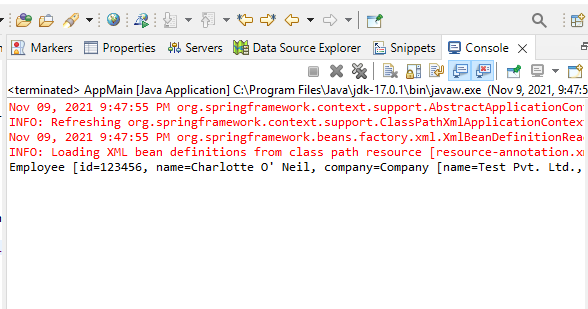 Markers Properties Servers Data Source Explorer Snippets Console
<terminated> AppMain [Java Application] C:\Program Files\Java\jdk-17.0.1\bin\javaw.exe (Nov 9, 2021, 9:47:5
Nov 09, 2021 9:47:55 PM org.springframework.context.support.AbstractApplicationCon
INFO: Refreshing org.springframework.context.support.ClassPathXmlApplicationContex
Nov 09, 2021 9:47:55 PM org.springframework.beans.factory.xml.XmlBeanDefinitionRea
INFO: Loading XML bean definitions from class path resource [resource-annotation.x
Employee [id=123456, name=Charlotte O' Neil, company=Company [name=Test Pvt. Ltd.,